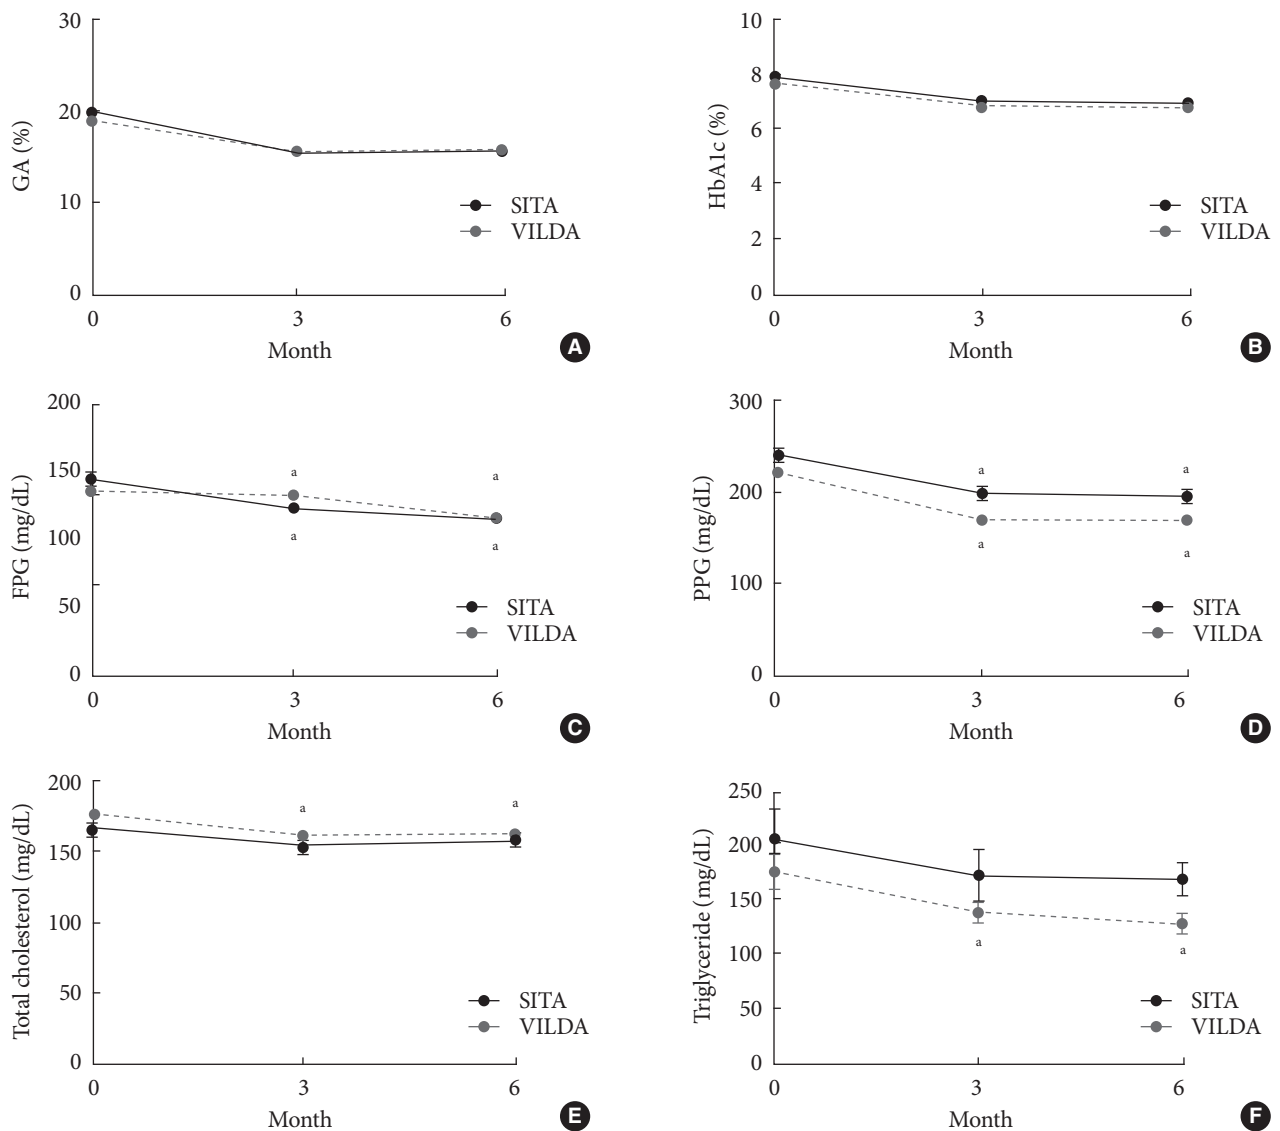 30
20
10
0
GA (%)
SITA
VILDA
0 3 6
Month
A
10
8
6
4
2
0
HbA1c (%)
SITA
VILDA
0 3 6
Month
B
200
150
100
50
0
FPG (mg/dL)
a a
a a
SITA
VILDA
0 3 6
Month
C
300
200
100
0
PPG (mg/dL)
a a
a a
SITA
VILDA
0 3 6
Month
D
200
150
100
50
0
Total cholesterol (mg/dL)
a a
SITA
VILDA
0 3 6
Month
E
250
200
150
100
50
0
Triglyceride (mg/dL)
a a
SITA
VILDA
0 3 6
Month
F